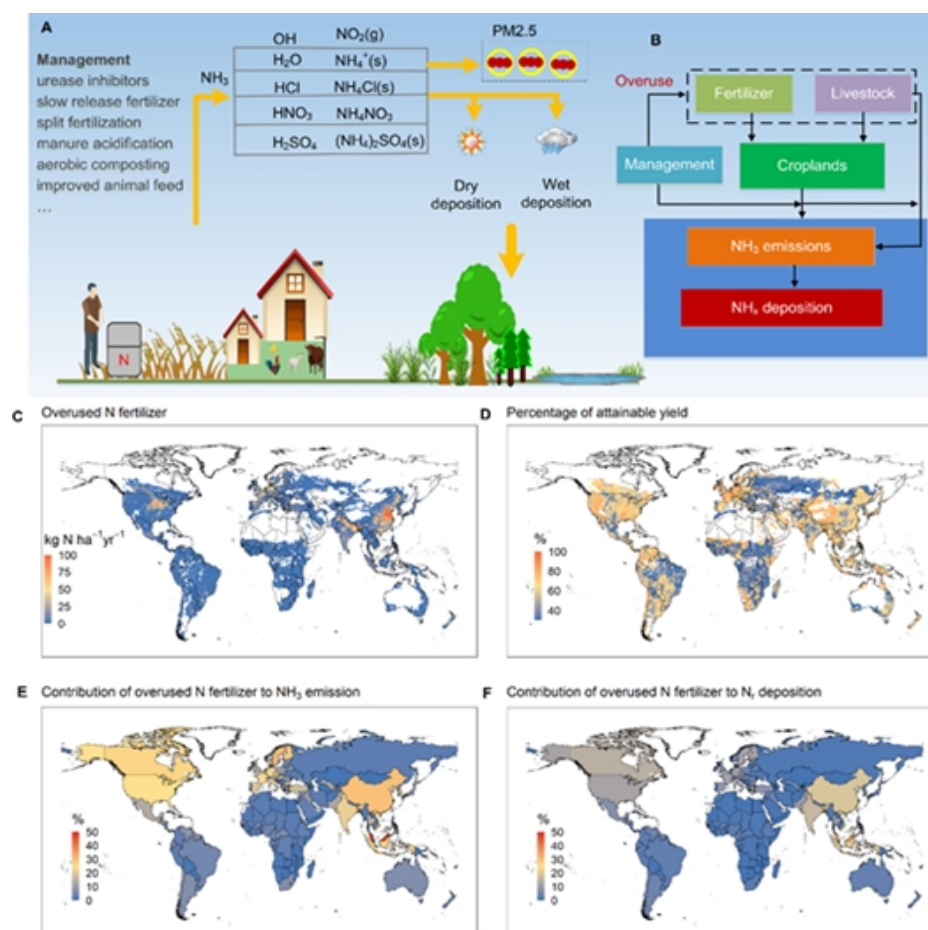 A
Management
urease inhibitors
slow release fertilizer
split fertilization
manure acidification
aerobic composting
improved animal feed
...
NH₃
OH NO₂(g)
H₂O NH₄⁺(s)
HCl NH₄Cl(s)
HNO₃ NH₄NO₃
H₂SO₄ (NH₄)₂SO₄(s)
PM2.5
Dry
deposition
Wet
deposition
N
B
Overuse
Fertilizer
Livestock
Management
Croplands
NH₃ emissions
NHₓ deposition
C Overused N fertilizer
kg N ha⁻¹yr⁻¹
100
75
50
25
0
D Percentage of attainable yield
%
100
80
60
40
E Contribution of overused N fertilizer to NH₃ emission
%
50
40
30
20
10
0
F Contribution of overused N fertilizer to Nᵣ deposition
%
50
40
30
20
10
0